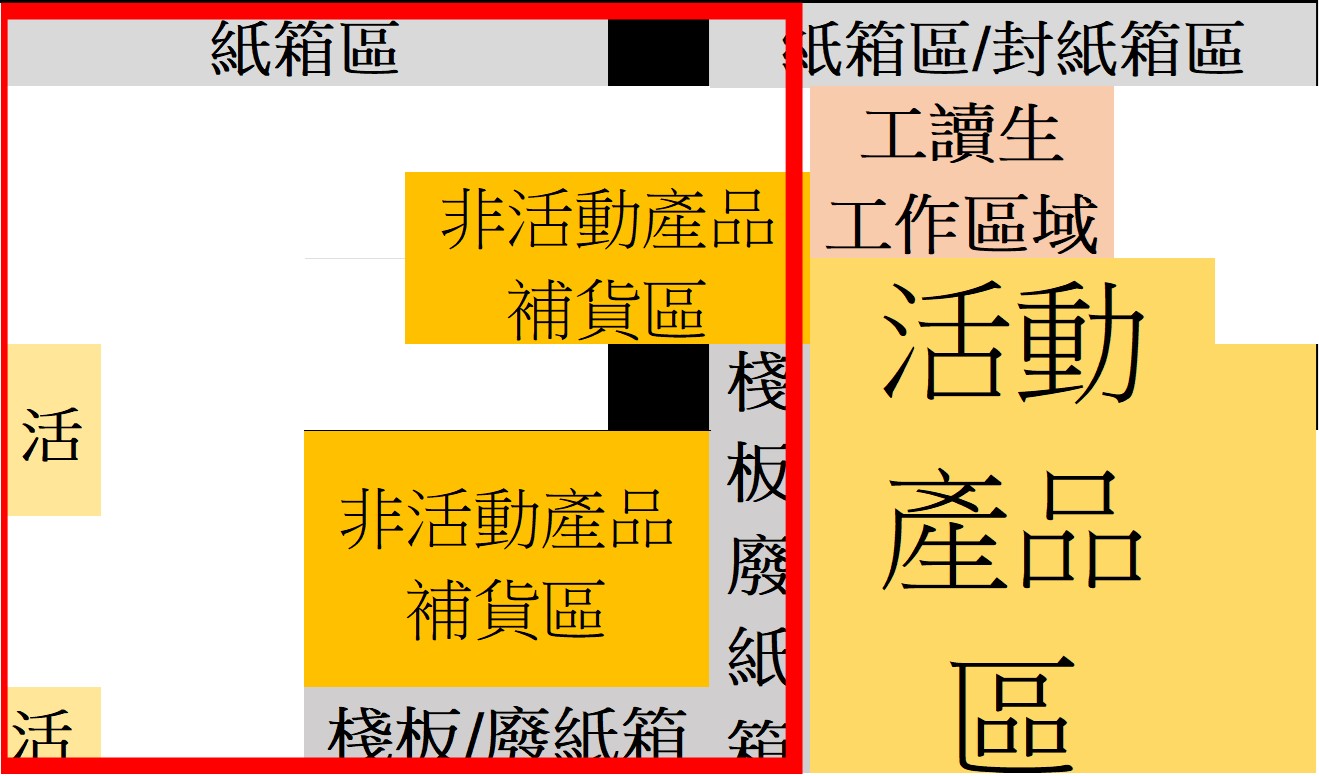 紙箱區
紙箱區/封紙箱區
工讀生
工作區域
非活動產品
補貨區
活動
產品
區
活
棧
板
廢
紙
箱
非活動產品
補貨區
活
棧板/廢紙箱